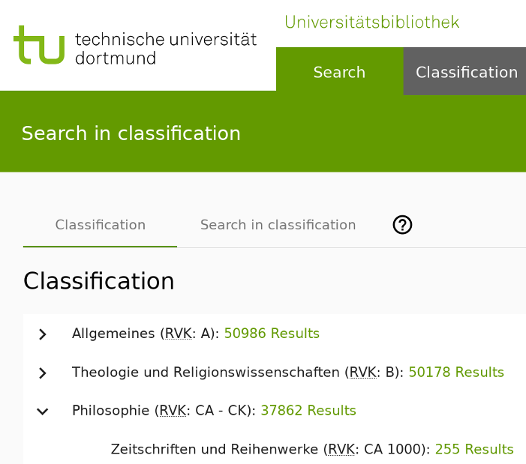 Universitätsbibliothek
tu technische universität
dortmund
Search
Classification
Search in classification
Classification
Search in classification
?
Classification
Allgemeines (RVK: A): 50986 Results
Theologie und Religionswissenschaften (RVK: B): 50178 Results
Philosophie (RVK: CA - CK): 37862 Results
Zeitschriften und Reihenwerke (RVK: CA 1000): 255 Results